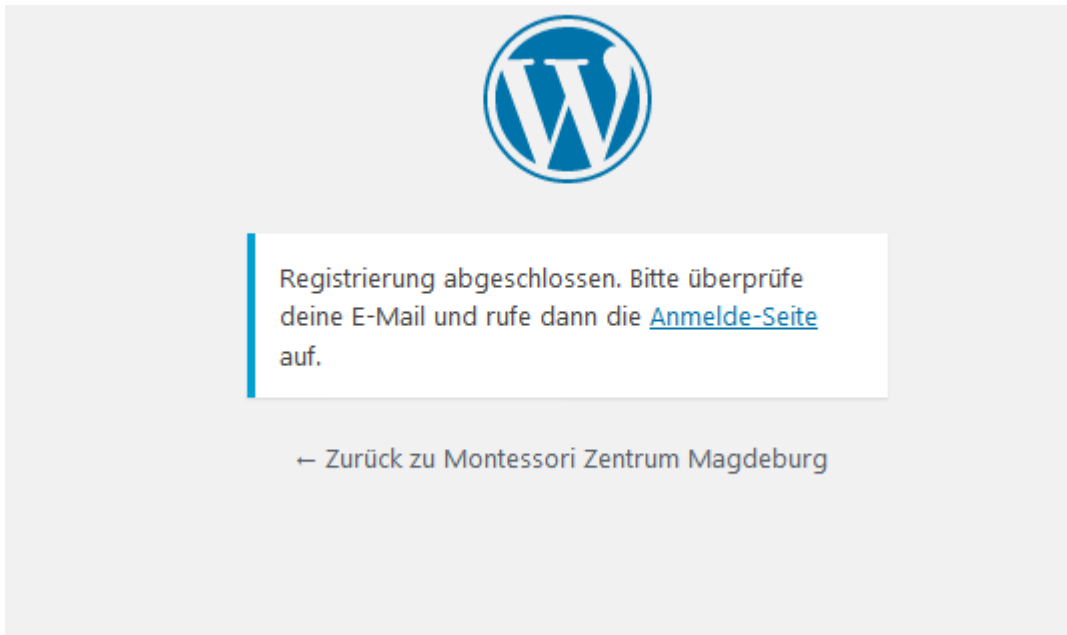 Registrierung abgeschlossen. Bitte überprüfe
deine E-Mail und rufe dann die Anmelde-Seite
auf.
← Zurück zu Montessori Zentrum Magdeburg